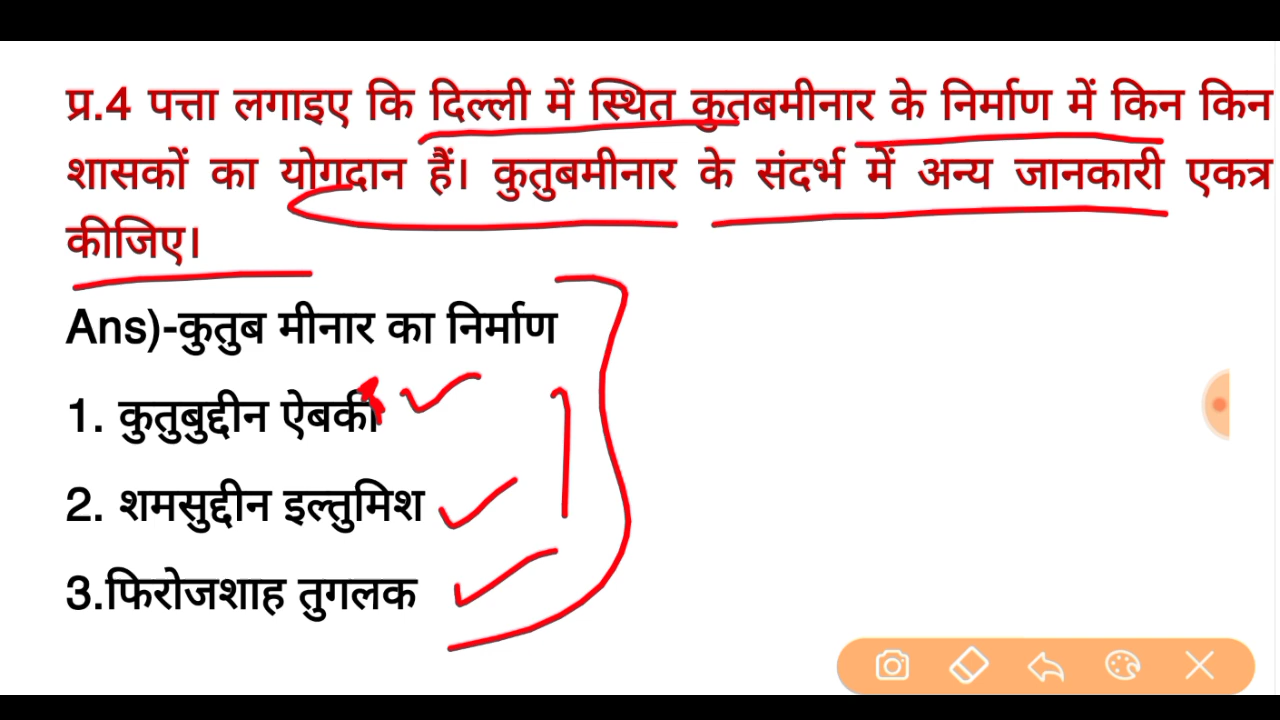 प्र.4 पत्ता लगाइए कि दिल्ली में स्थित कुतबमीनार के निर्माण में किन किन
शासकों का योगदान हैं। कुतुबमीनार के संदर्भ में अन्य जानकारी एकत्र
कीजिए।
Ans)-कुतुब मीनार का निर्माण
1. कुतुबुद्दीन ऐबकी
2. शमसुद्दीन इल्तुमिश
3.फिरोजशाह तुगलक